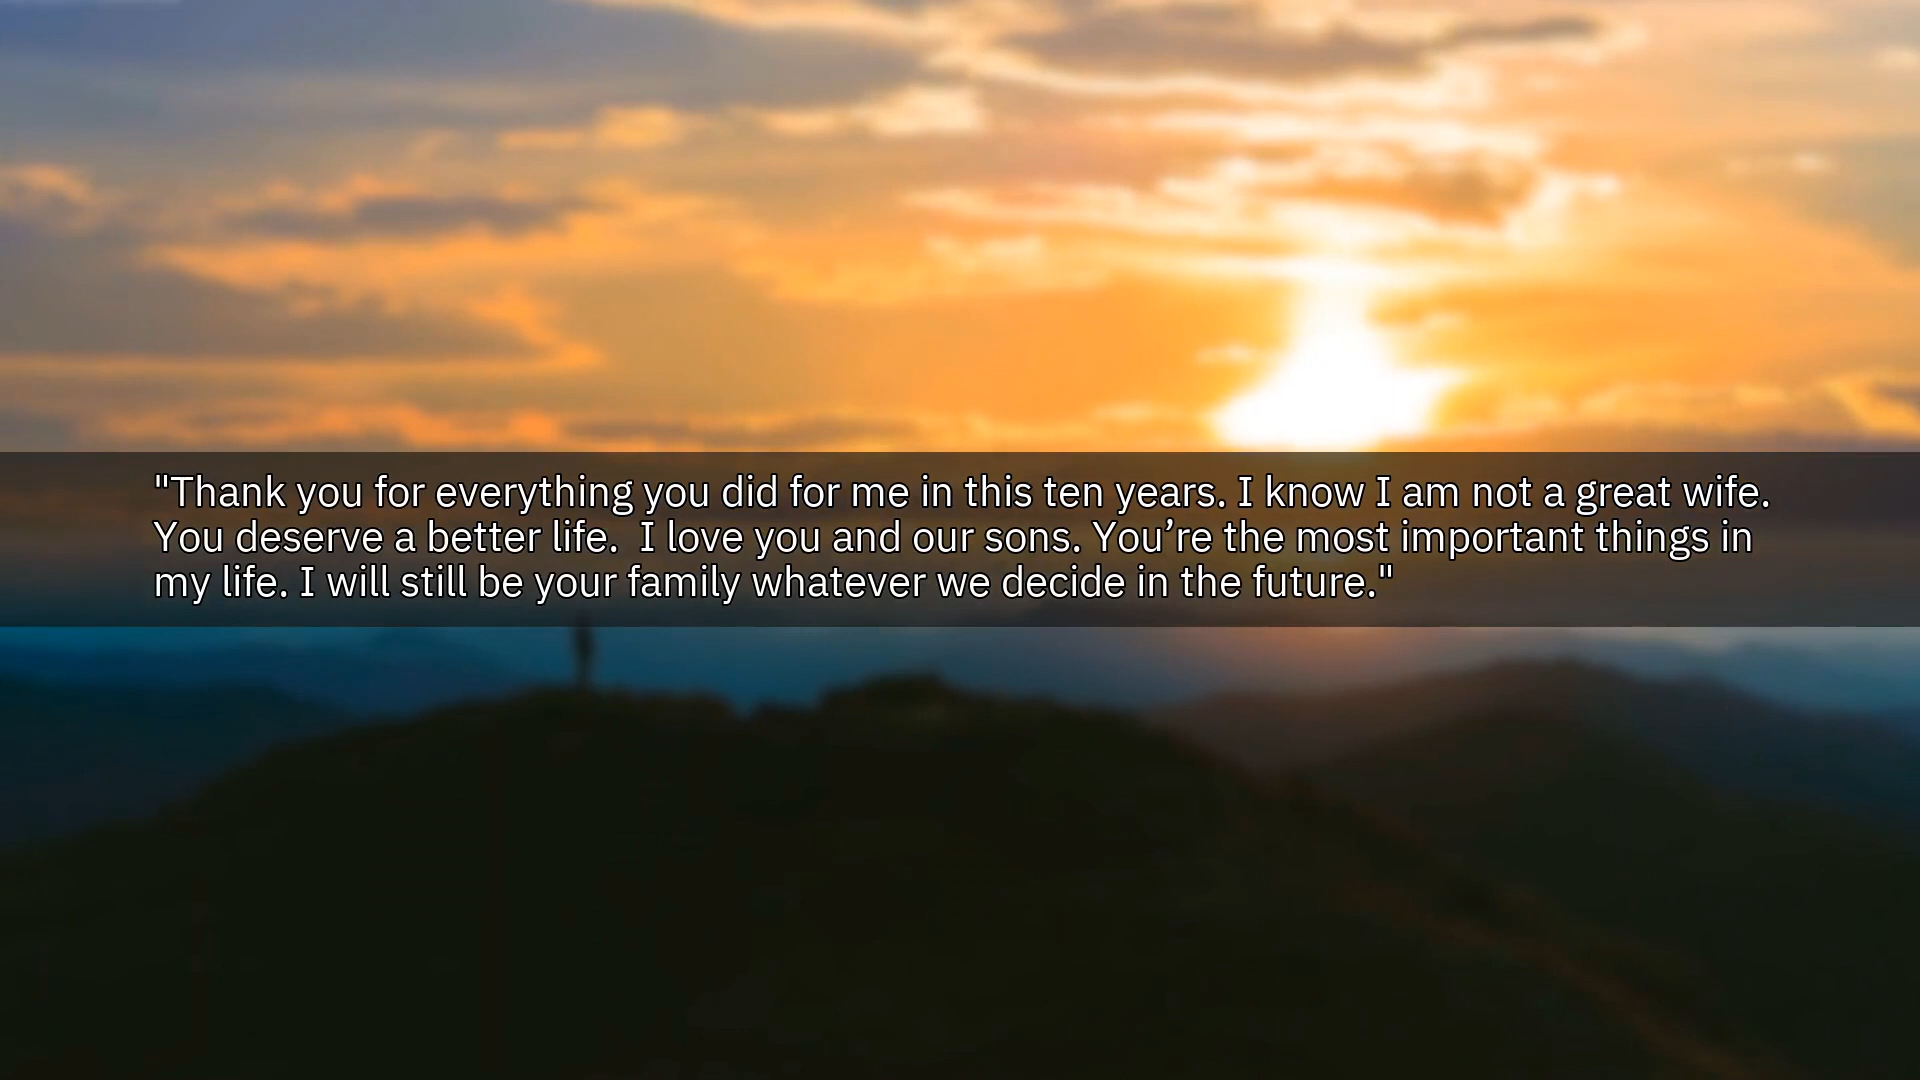 "Thank you for everything you did for me in this ten years. I know I am not a great wife.
You deserve a better life.  I love you and our sons. You’re the most important things in
my life. I will still be your family whatever we decide in the future."